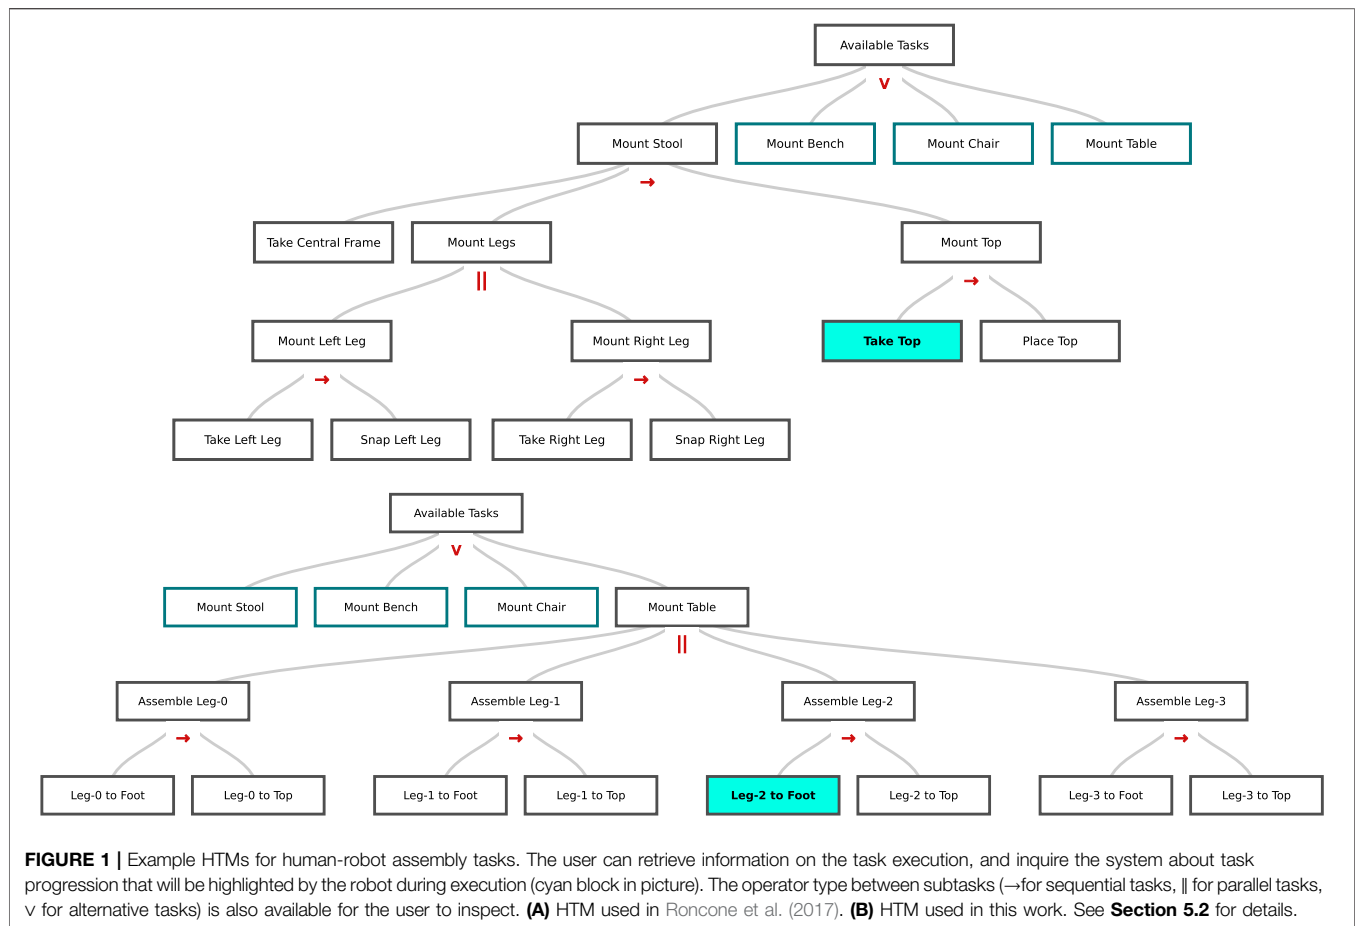 Available Tasks
v
Mount Stool
Mount Bench
Mount Chair
Mount Table
→
Take Central Frame
Mount Legs
Mount Top
||
→
Mount Left Leg
Mount Right Leg
Take Top
Place Top
→
→
Take Left Leg
Snap Left Leg
Take Right Leg
Snap Right Leg
Available Tasks
v
Mount Stool
Mount Bench
Mount Chair
Mount Table
||
Assemble Leg-0
Assemble Leg-1
Assemble Leg-2
Assemble Leg-3
→
→
→
→
Leg-0 to Foot
Leg-0 to Top
Leg-1 to Foot
Leg-1 to Top
Leg-2 to Foot
Leg-2 to Top
Leg-3 to Foot
Leg-3 to Top
FIGURE 1 | Example HTMs for human-robot assembly tasks. The user can retrieve information on the task execution, and inquire the system about task
progression that will be highlighted by the robot during execution (cyan block in picture). The operator type between subtasks (→for sequential tasks, || for parallel tasks,
∨ for alternative tasks) is also available for the user to inspect. (A) HTM used in Roncone et al. (2017). (B) HTM used in this work. See Section 5.2 for details.